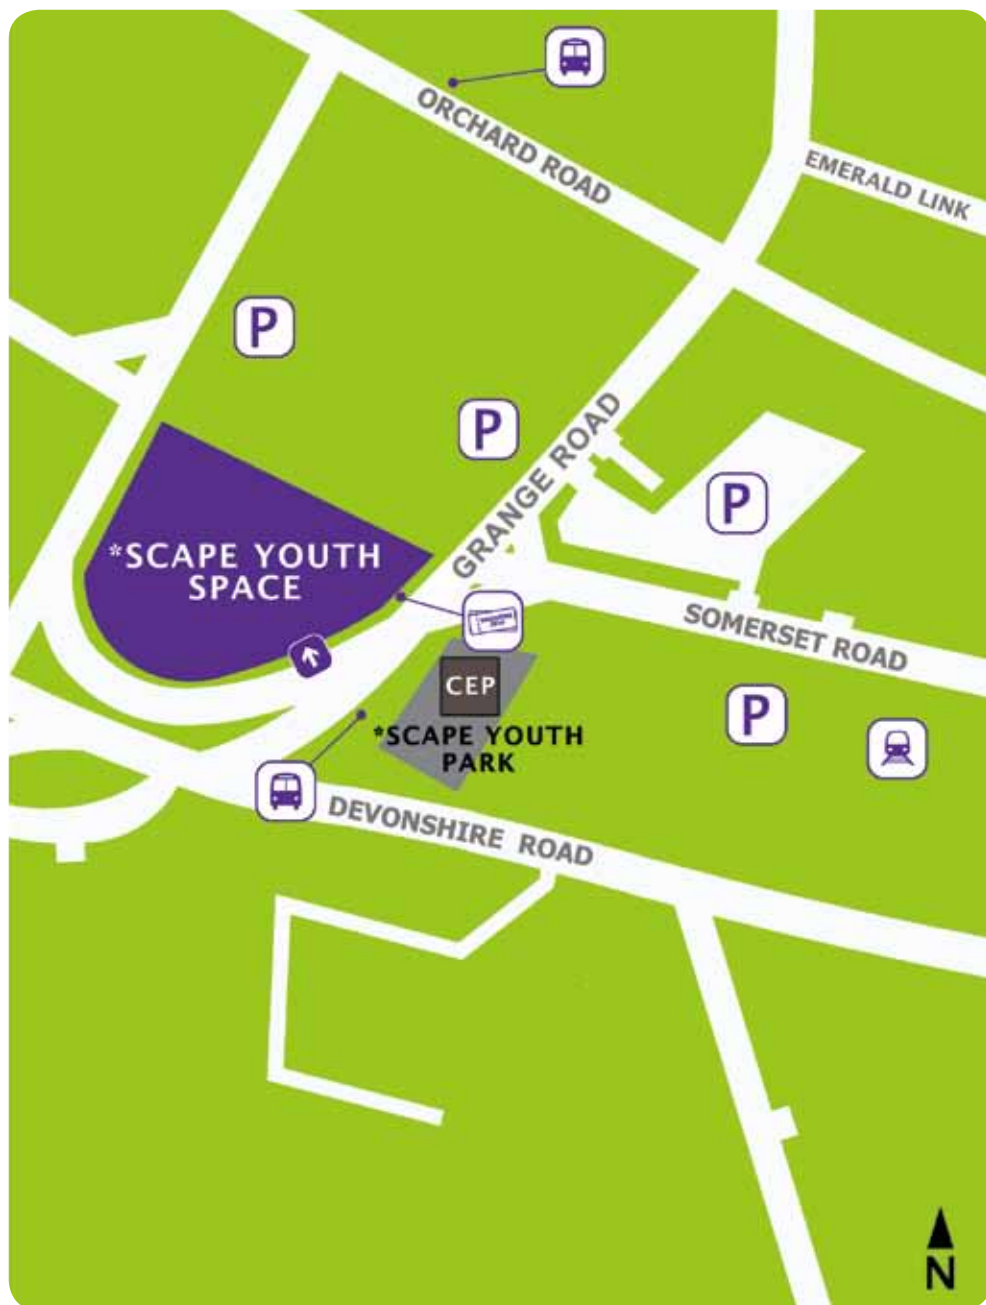 ORCHARD ROAD
EMERALD LINK
P
P
GRANGE ROAD
P
*SCAPE YOUTH
SPACE
SOMERSET ROAD
CEP
P
*SCAPE YOUTH
PARK
DEVONSHIRE ROAD
N